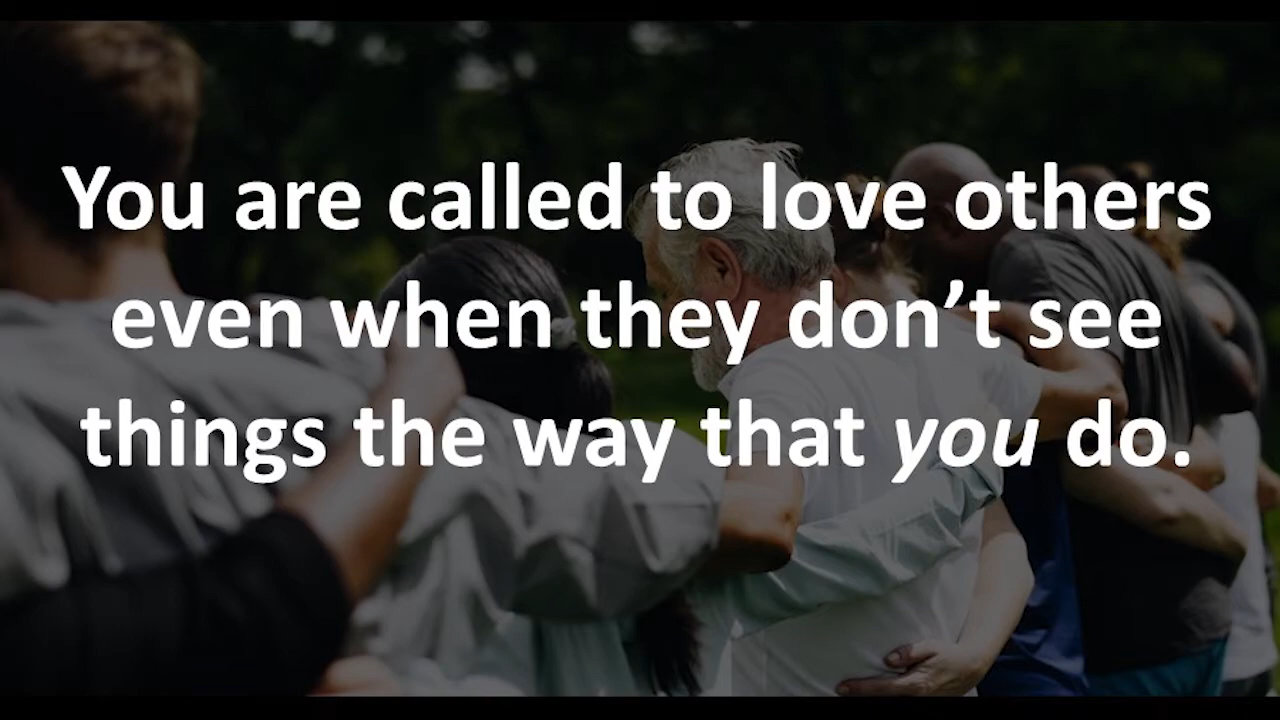 You are called to love others
even when they don’t see
things the way that you do.